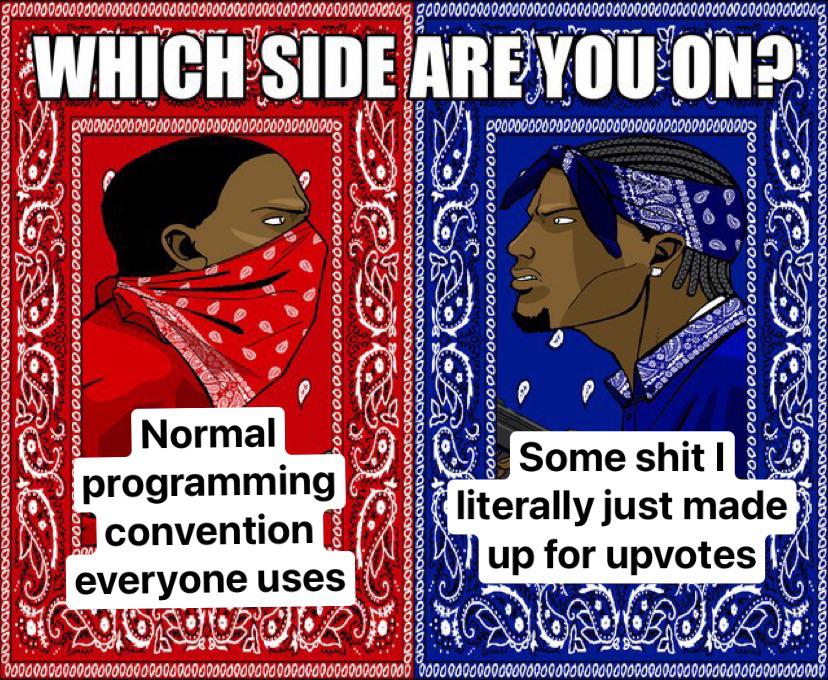 WHICH SIDE ARE YOU ON?
Normal
programming
convention
everyone uses
Some shit I
literally just made
up for upvotes